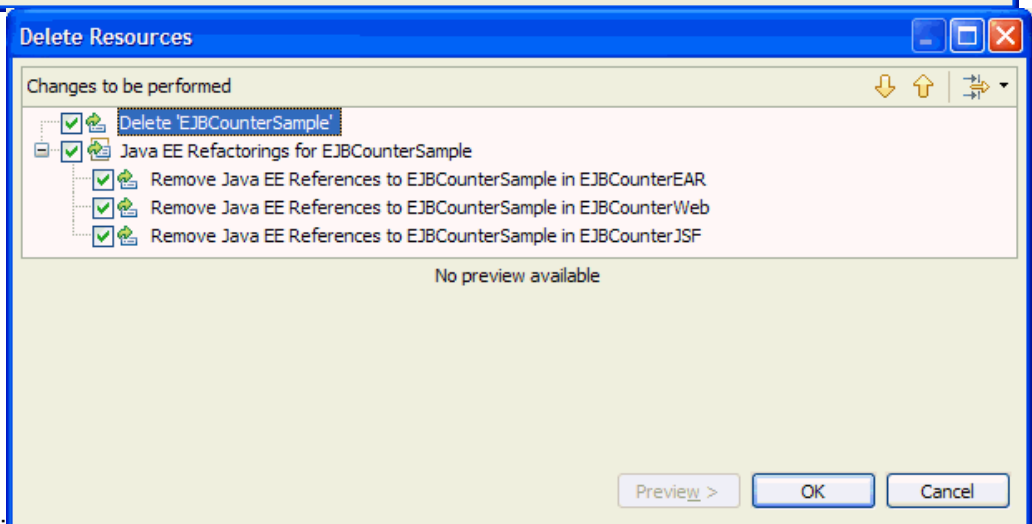 Delete Resources
Changes to be performed
Delete 'EJBCounterSample'
Java EE Refactorings for EJBCounterSample
Remove Java EE References to EJBCounterSample in EJBCounterEAR
Remove Java EE References to EJBCounterSample in EJBCounterWeb
Remove Java EE References to EJBCounterSample in EJBCounterJSF
No preview available
Preview > OK Cancel
.